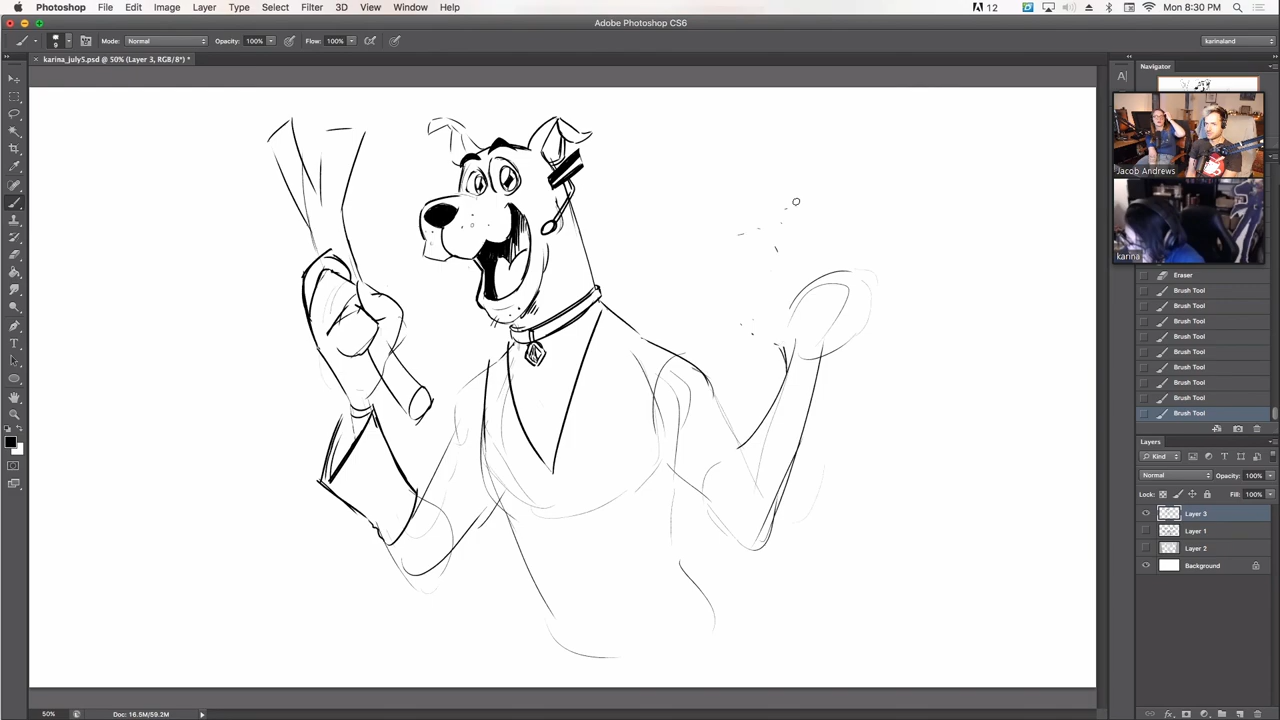 Photoshop File Edit Image Layer Type Select Filter 3D View Window Help 12 Mon 8:30 PM
Adobe Photoshop CS6
Mode: Normal Opacity: 100% Flow: 100% karinaland
karina_july5.psd @ 50% (Layer 3, RGB/8*) *
Navigator
Jacob Andrews
karina
Eraser
Brush Tool
Brush Tool
Brush Tool
Brush Tool
Brush Tool
Brush Tool
Brush Tool
Brush Tool
Brush Tool
Layers
Kind
Normal Opacity: 100%
Lock: Fill: 100%
Layer 3
Layer 1
Layer 2
Background
50% Doc: 16.5M/59.2M